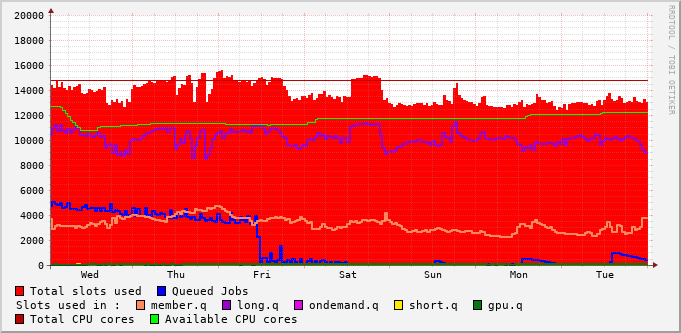 RRDTOOL / TOBI OETIKER
20000
18000
16000
14000
12000
10000
8000
6000
4000
2000
0
Wed Thu Fri Sat Sun Mon Tue
Total slots used Queued Jobs
Slots used in : member.q long.q ondemand.q short.q gpu.q
Total CPU cores Available CPU cores